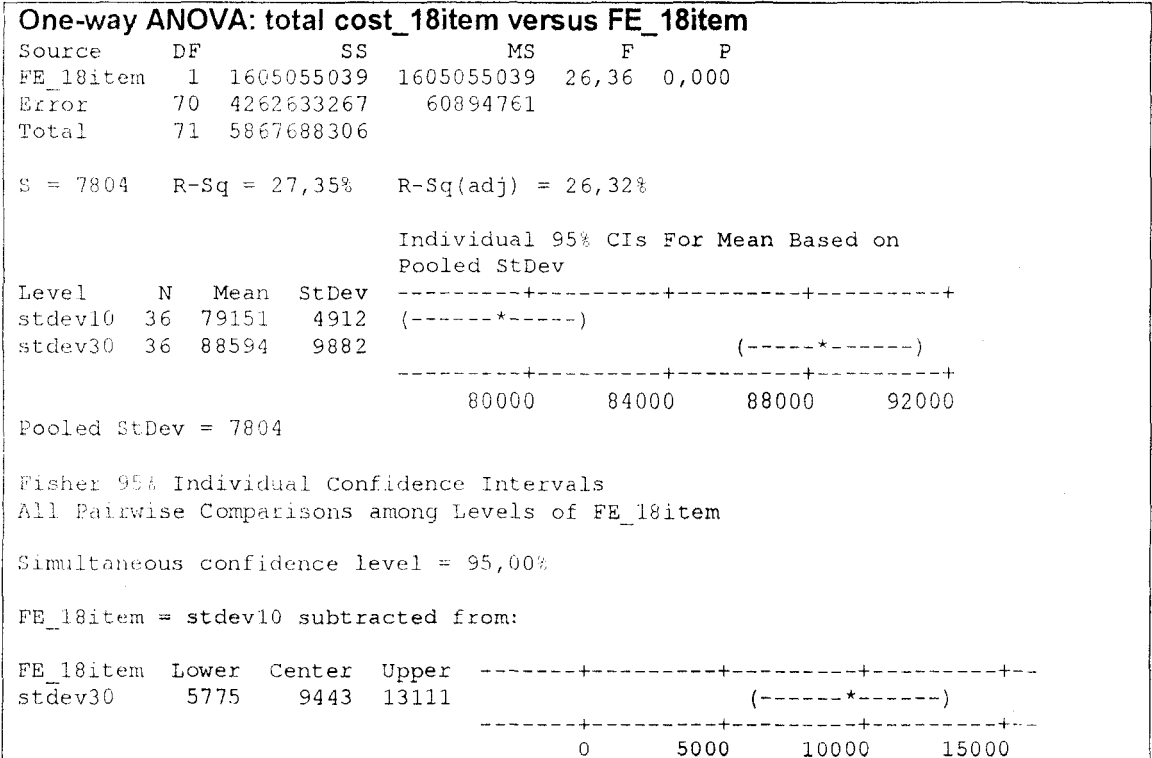 One-way ANOVA: total cost_18item versus FE_18item
Source      DF          SS          MS      F      P
FE_18item   1  1605055039  1605055039  26,36  0,000
Error       70  4262633267    60894761
Total       71  5867688306

S = 7804   R-Sq = 27,35%   R-Sq(adj) = 26,32%

Individual 95% CIs For Mean Based on
Pooled StDev
Level      N   Mean  StDev  ---------+---------+---------+---------+
stdev10  36  79151   4912  (------*-----)
stdev30  36  88594   9882                          (-----*------)
---------+---------+---------+---------+
80000     84000     88000     92000
Pooled StDev = 7804

Fisher 95% Individual Confidence Intervals
All Pairwise Comparisons among Levels of FE_18item

Simultaneous confidence level = 95,00%

FE_18item = stdev10 subtracted from:

FE_18item  Lower  Center  Upper  -------+---------+---------+---------+--
stdev30     5775    9443  13111                     (------*------)
-------+---------+---------+---------+--
0      5000     10000     15000